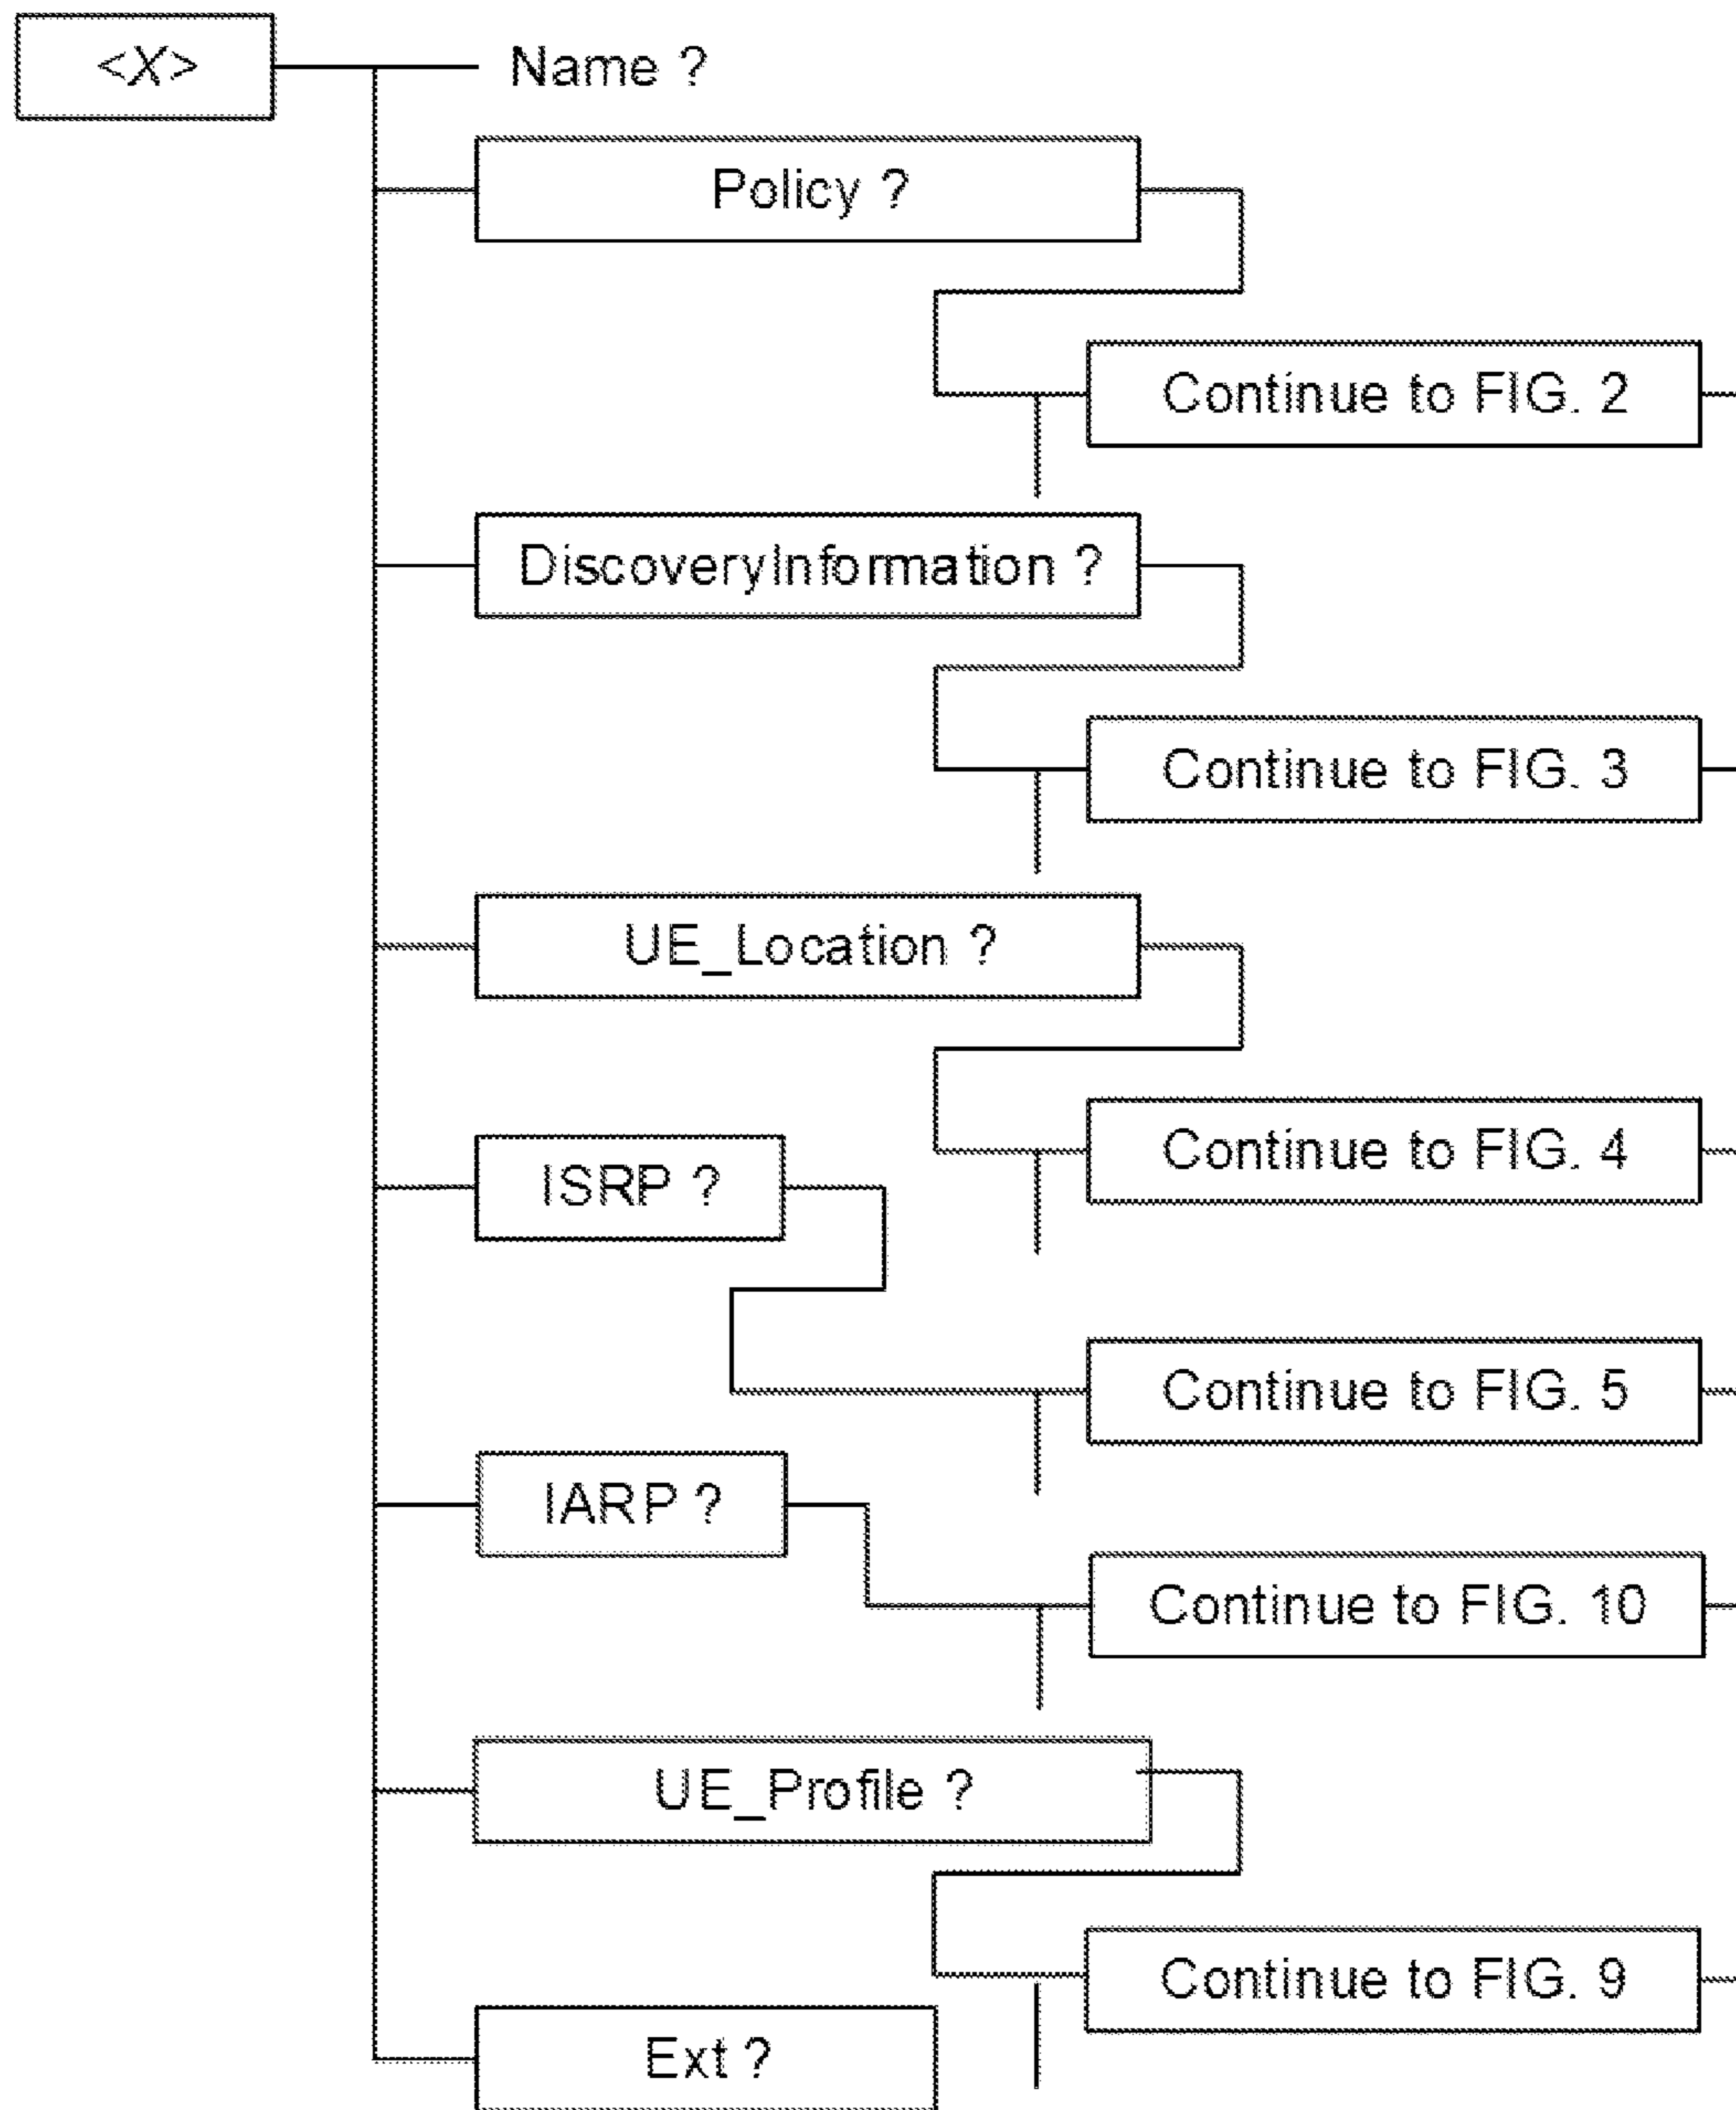 <X>
Name ?
Policy ?
Continue to FIG. 2
DiscoveryInformation ?
Continue to FIG. 3
UE_Location ?
Continue to FIG. 4
ISRP ?
Continue to FIG. 5
IARP ?
Continue to FIG. 10
UE_Profile ?
Continue to FIG. 9
Ext ?